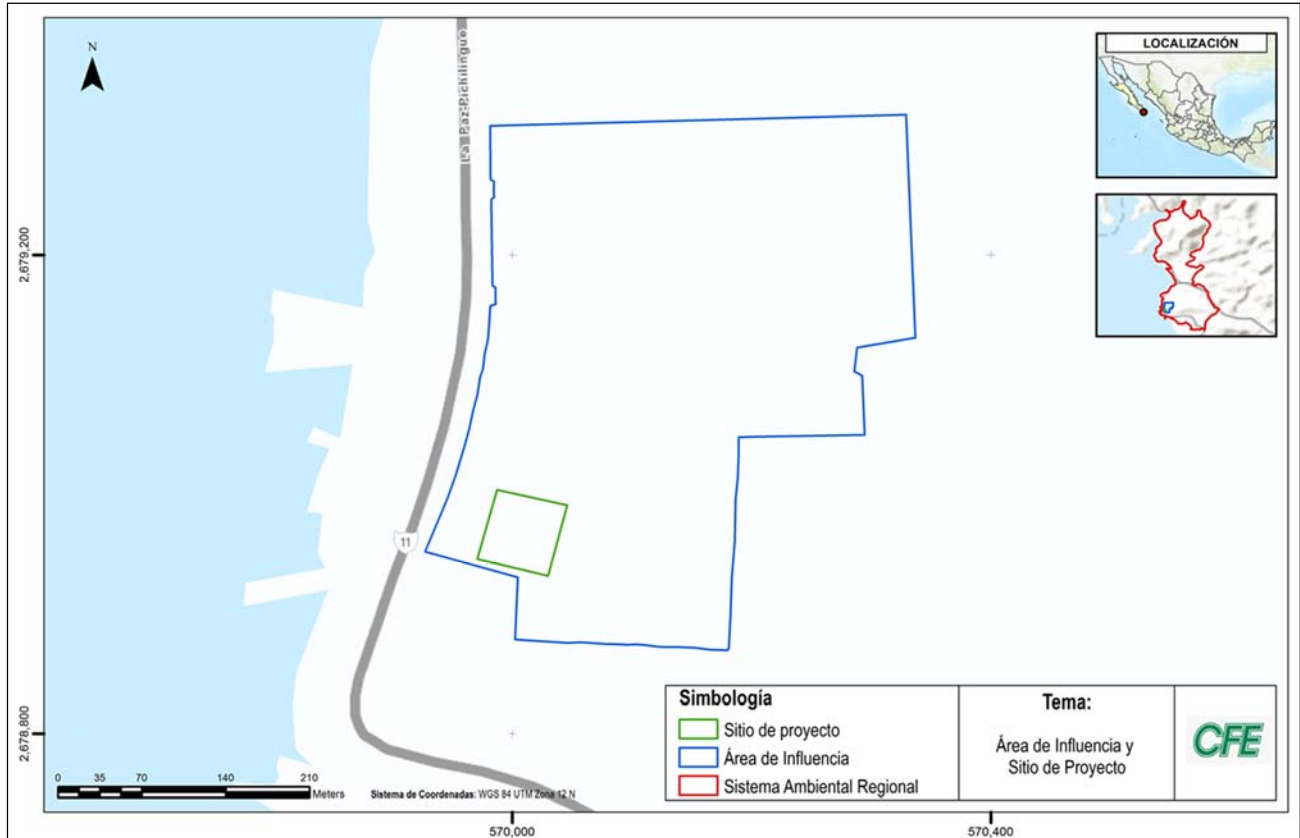 N
La Paz-Pichilingue
LOCALIZACIÓN
2,679,200
11
2,678,800
Simbología
Sitio de proyecto
Área de Influencia
Sistema Ambiental Regional
Tema:
Área de Influencia y
Sitio de Proyecto
CFE
0 35 70 140 210
Meters
Sistema de Coordenadas: WGS 84 UTM Zona 12 N
570,000
570,400